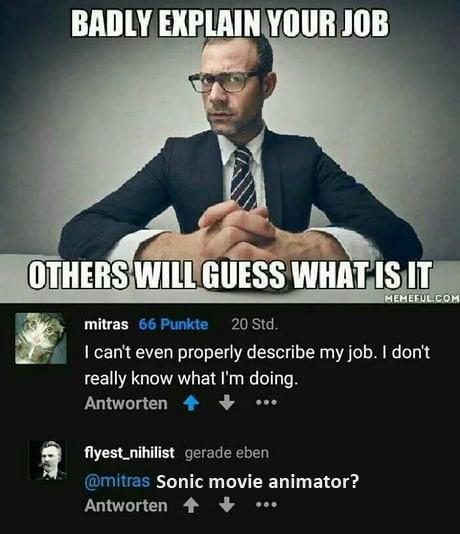 BADLY EXPLAIN YOUR JOB
OTHERS WILL GUESS WHAT IS IT
MEMEFUL.COM
mitras 66 Punkte 20 Std.
I can't even properly describe my job. I don't
really know what I'm doing.
Antworten
flyest_nihilist gerade eben
@mitras Sonic movie animator?
Antworten